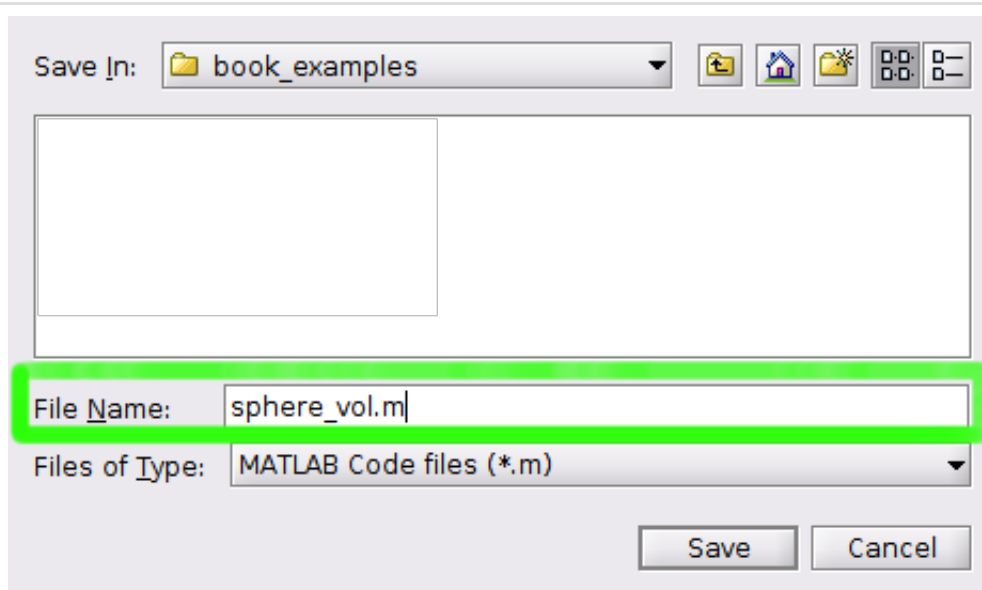 Save In: book_examples
File Name: sphere_vol.m
Files of Type: MATLAB Code files (*.m)
Save Cancel